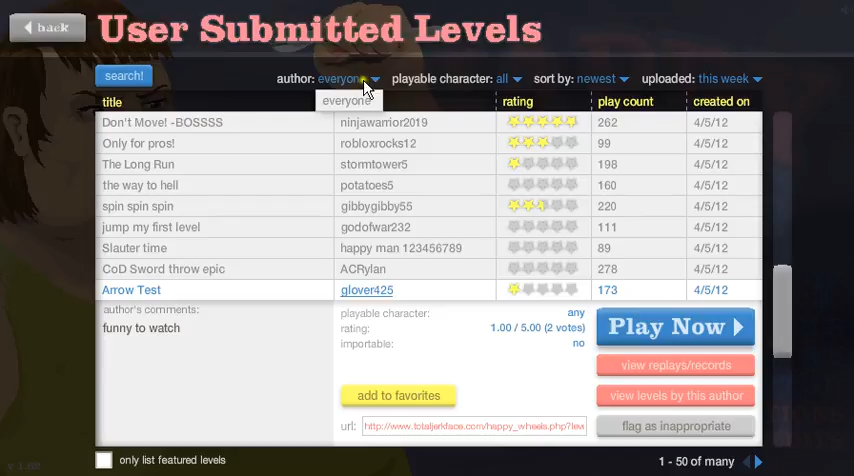 back
User Submitted Levels
search!
author: everyone playable character: all sort by: newest uploaded: this week
everyone
title rating play count created on
Don't Move! -BOSSSS ninjawarrior2019 262 4/5/12
Only for pros! robloxrocks12 99 4/5/12
The Long Run stormtower5 198 4/5/12
the way to hell potatoes5 160 4/5/12
spin spin spin gibbygibby55 220 4/5/12
jump my first level godofwar232 111 4/5/12
Slauter time happy man 123456789 89 4/5/12
CoD Sword throw epic ACRylan 278 4/5/12
Arrow Test glover425 173 4/5/12
author's comments:
funny to watch
playable character: any
rating: 1.00 / 5.00 (2 votes)
importable: no
Play Now
view replays/records
add to favorites
view levels by this author
url: http://www.totaljerkface.com/happy_wheels.php?lev
flag as inappropriate
only list featured levels
1 - 50 of many